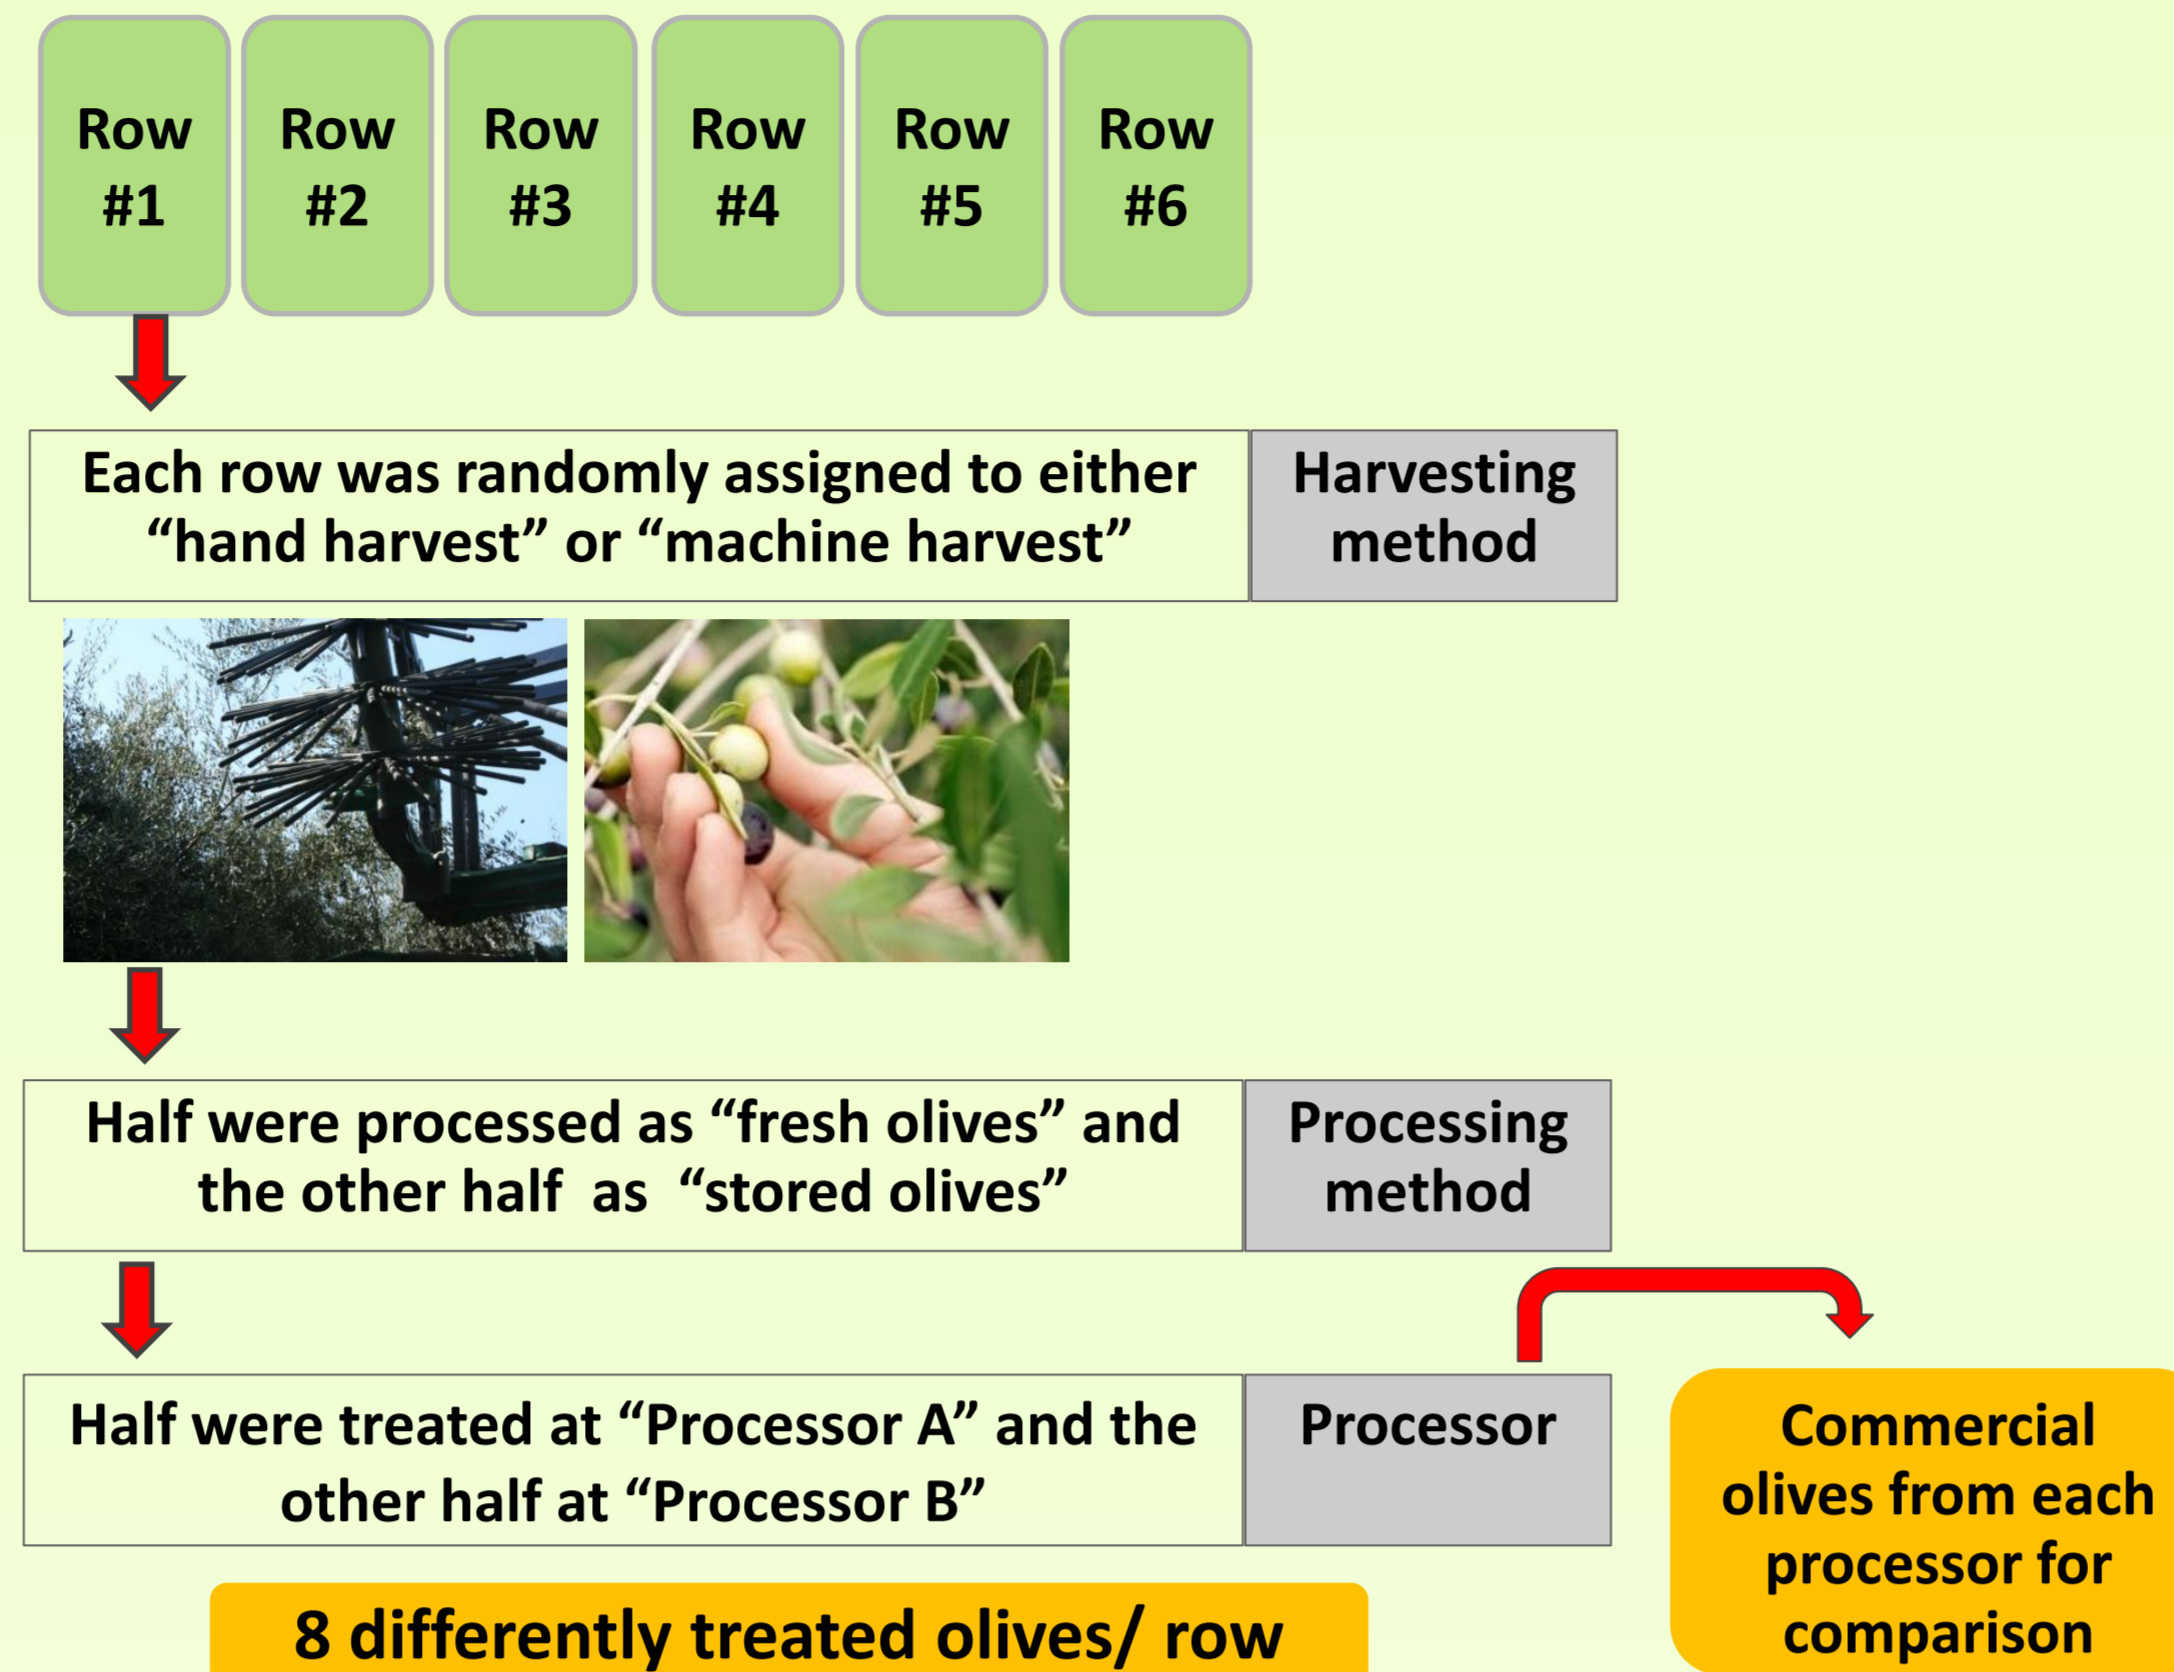 Row
#1
Row
#2
Row
#3
Row
#4
Row
#5
Row
#6
Each row was randomly assigned to either
“hand harvest” or “machine harvest”
Harvesting
method
Half were processed as “fresh olives” and
the other half as “stored olives”
Processing
method
Half were treated at “Processor A” and the
other half at “Processor B”
Processor
Commercial
olives from each
processor for
comparison
8 differently treated olives/ row